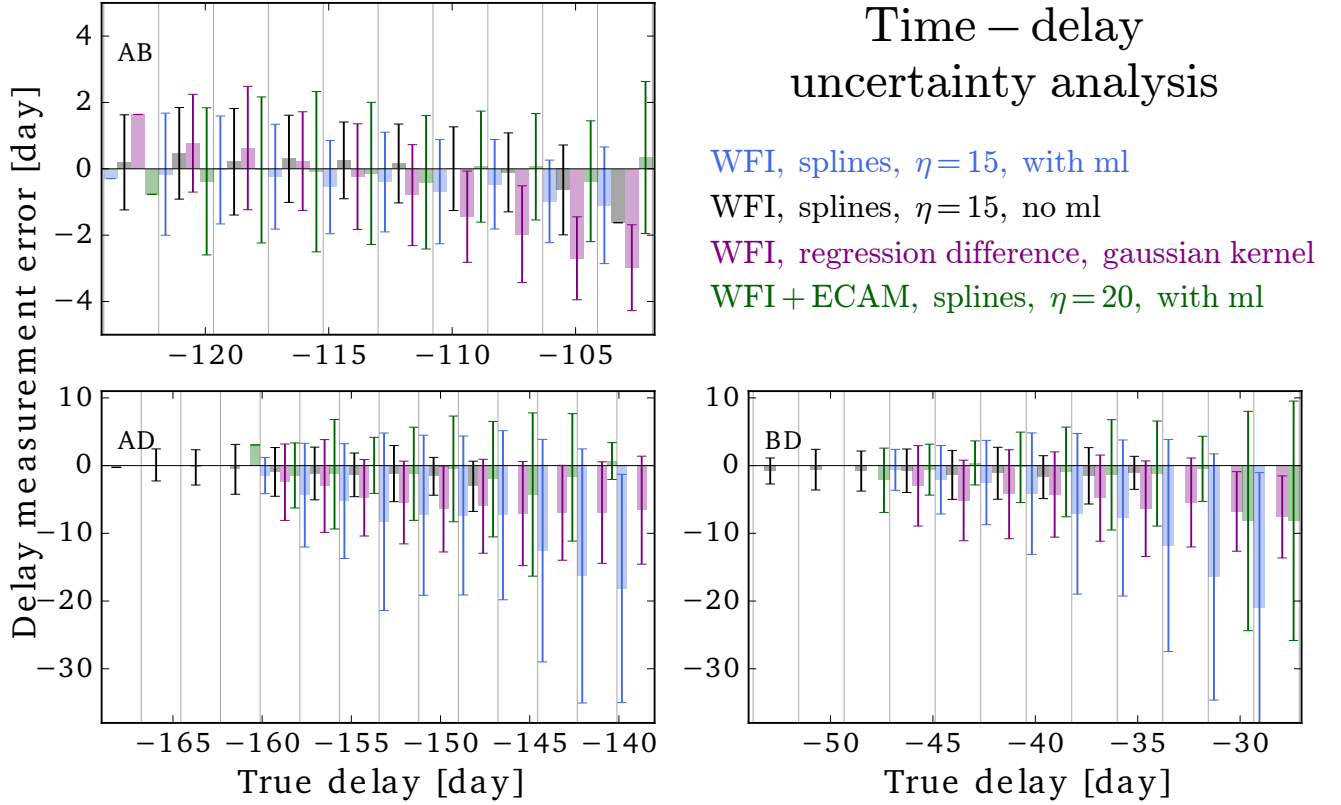 Time − delay
uncertainty analysis
WFI, splines, η = 15, with ml
WFI, splines, η = 15, no ml
WFI, regression difference, gaussian kernel
WFI + ECAM, splines, η = 20, with ml
Delay measurement error [day]
AB
4
2
0
−2
−4
−120 −115 −110 −105
AD
10
0
−10
−20
−30
−165 −160 −155 −150 −145 −140
True delay [day]
BD
10
0
−10
−20
−30
−50 −45 −40 −35 −30
True delay [day]